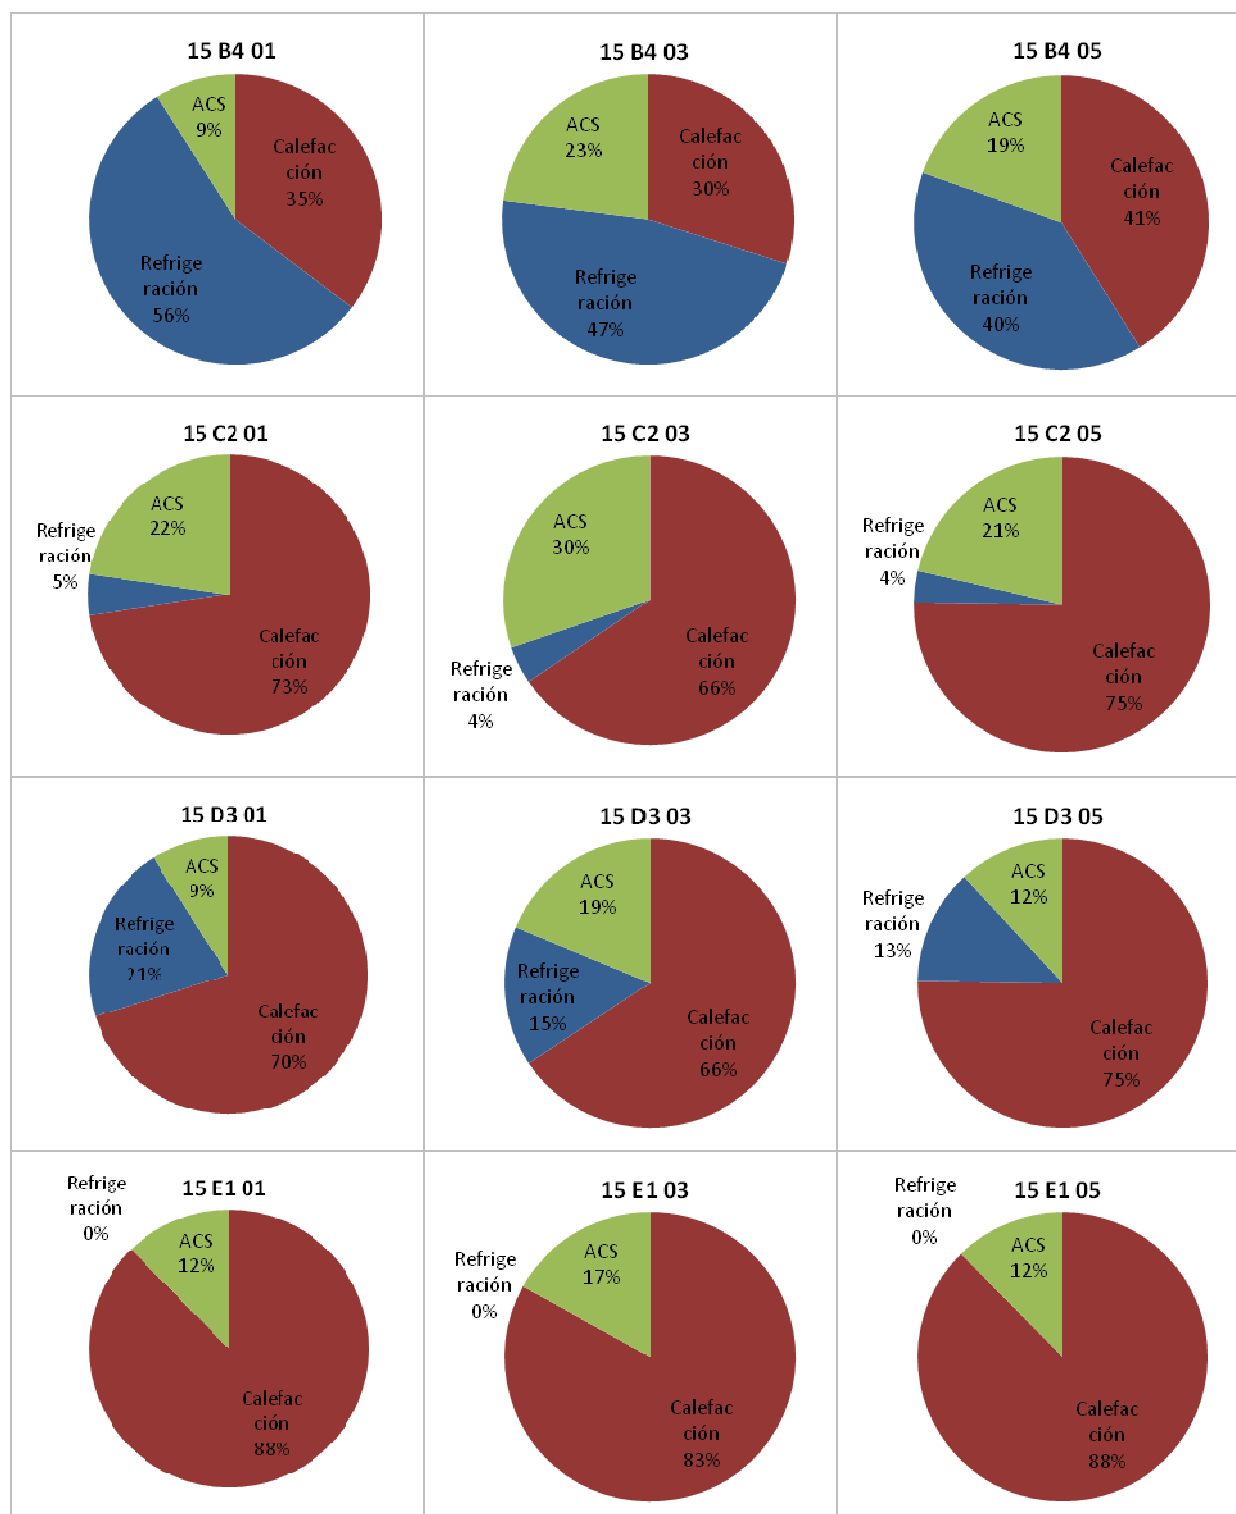 15 B4 01
ACS
9%
Calefac
ción
35%
Refrige
ración
56%
15 B4 03
ACS
23%
Calefac
ción
30%
Refrige
ración
47%
15 B4 05
ACS
19%
Calefac
ción
41%
Refrige
ración
40%
15 C2 01
ACS
22%
Refrige
ración
5%
Calefac
ción
73%
15 C2 03
ACS
30%
Calefac
ción
66%
Refrige
ración
4%
15 C2 05
ACS
21%
Refrige
ración
4%
Calefac
ción
75%
15 D3 01
ACS
9%
Refrige
ración
21%
Calefac
ción
70%
15 D3 03
ACS
19%
Refrige
ración
15%
Calefac
ción
66%
15 D3 05
ACS
12%
Refrige
ración
13%
Calefac
ción
75%
15 E1 01
Refrige
ración
0%
ACS
12%
Calefac
ción
88%
15 E1 03
ACS
17%
Refrige
ración
0%
Calefac
ción
83%
15 E1 05
Refrige
ración
0%
ACS
12%
Calefac
ción
88%